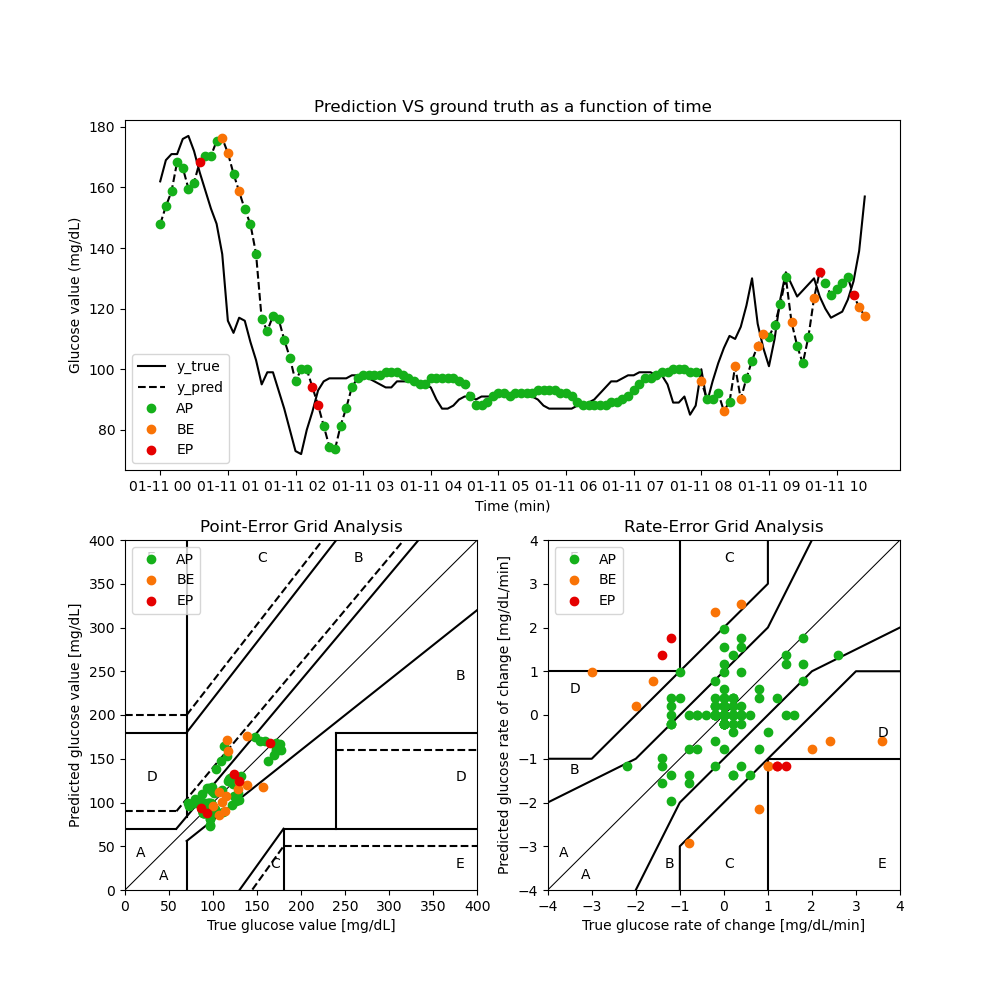 Prediction VS ground truth as a function of time
Glucose value (mg/dL)
180
160
140
120
100
80
y_true
y_pred
AP
BE
EP
01-11 00 01-11 01 01-11 02 01-11 03 01-11 04 01-11 05 01-11 06 01-11 07 01-11 08 01-11 09 01-11 10
Time (min)
Point-Error Grid Analysis
Predicted glucose value [mg/dL]
400
350
300
250
200
150
100
50
0
AP
BE
EP
C
B
B
D
D
A
A
C
E
0 50 100 150 200 250 300 350 400
True glucose value [mg/dL]
Rate-Error Grid Analysis
Predicted glucose rate of change [mg/dL/min]
4
3
2
1
0
−1
−2
−3
−4
AP
BE
EP
C
D
D
B
A
A
B
C
E
−4 −3 −2 −1 0 1 2 3 4
True glucose rate of change [mg/dL/min]